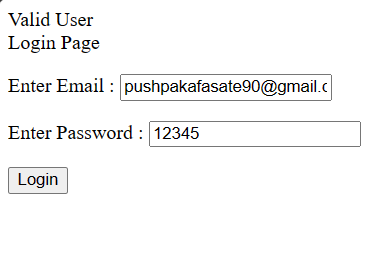 Valid User
Login Page
Enter Email : pushpakafasate90@gmail.c
Enter Password : 12345
Login